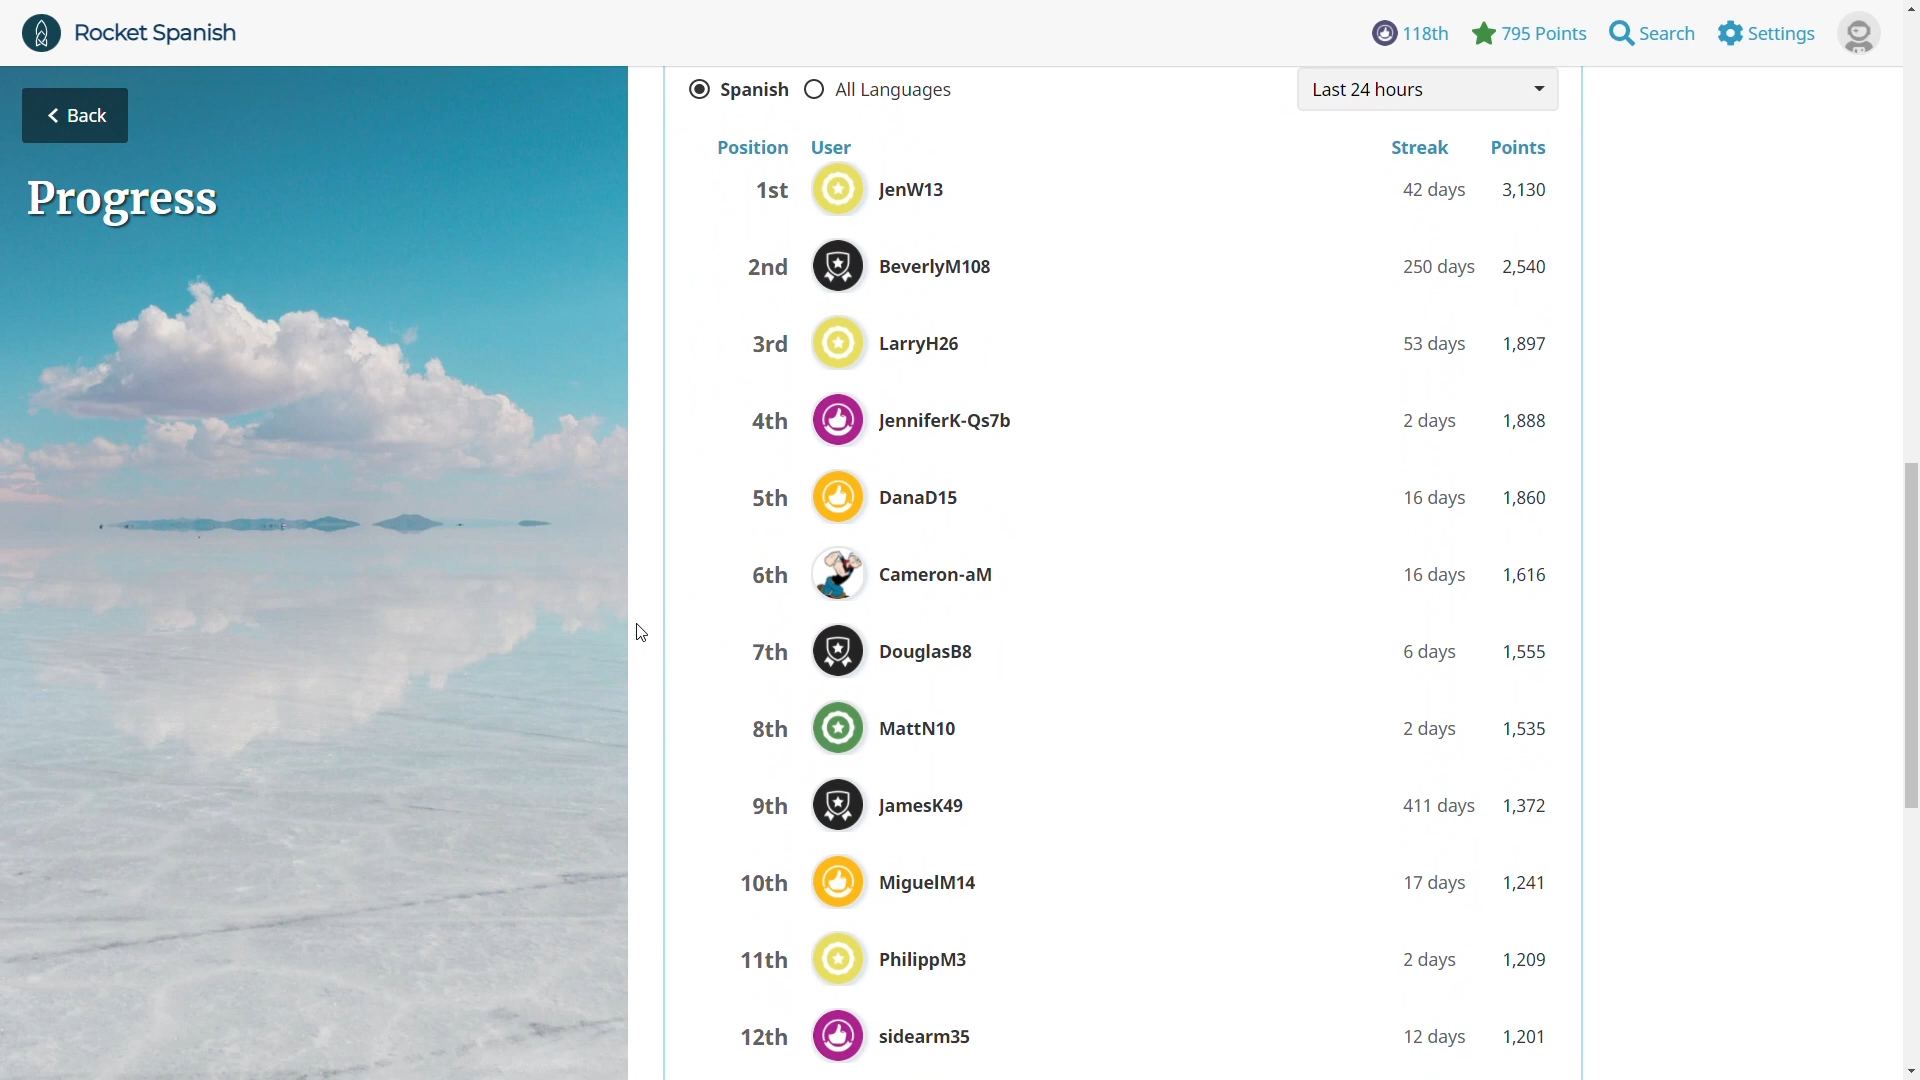 Rocket Spanish
118th 795 Points Search Settings
Back
Progress
Spanish All Languages Last 24 hours
Position User Streak Points
1st JenW13 42 days 3,130
2nd BeverlyM108 250 days 2,540
3rd LarryH26 53 days 1,897
4th JenniferK-Qs7b 2 days 1,888
5th DanaD15 16 days 1,860
6th Cameron-aM 16 days 1,616
7th DouglasB8 6 days 1,555
8th MattN10 2 days 1,535
9th JamesK49 411 days 1,372
10th MiguelM14 17 days 1,241
11th PhilippM3 2 days 1,209
12th sidearm35 12 days 1,201